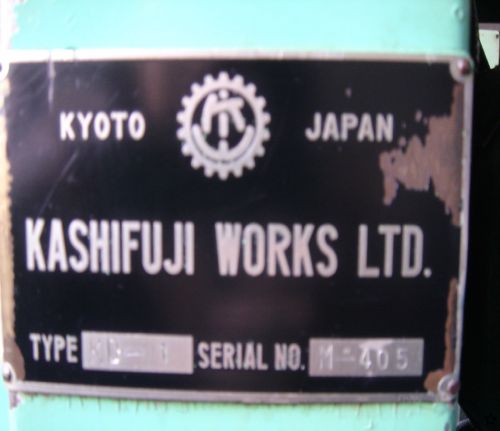 KYOTO JAPAN
KASHIFUJI WORKS LTD.
TYPE SERIAL NO. M-405